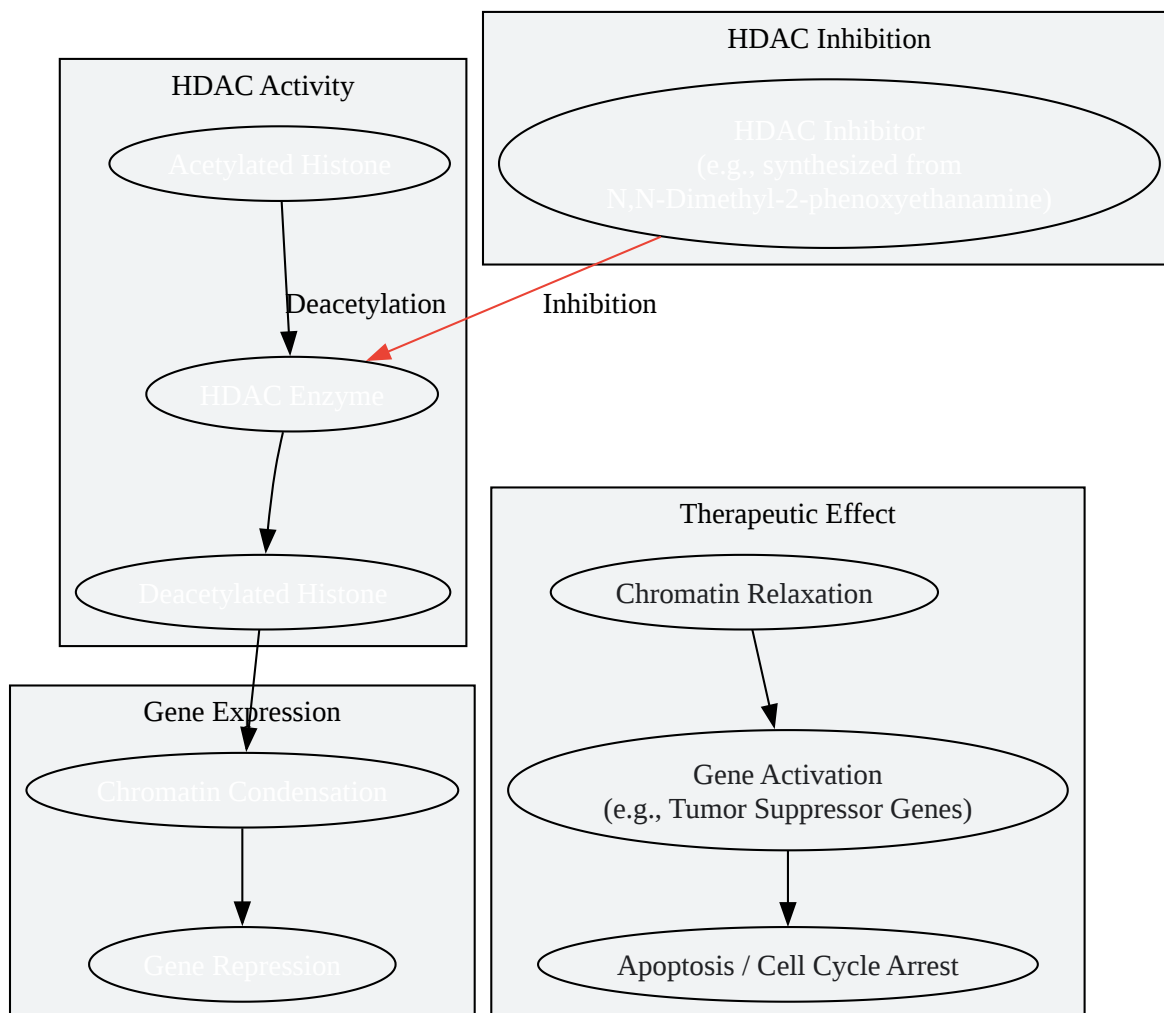 HDAC Inhibition
HDAC Inhibitor
(e.g., synthesized from
N,N-Dimethyl-2-phenoxyethanamine)
HDAC Activity
Acetylated Histone
Deacetylation
Inhibition
HDAC Enzyme
Deacetylated Histone
Therapeutic Effect
Chromatin Relaxation
Gene Activation
(e.g., Tumor Suppressor Genes)
Apoptosis / Cell Cycle Arrest
Gene Expression
Chromatin Condensation
Gene Repression